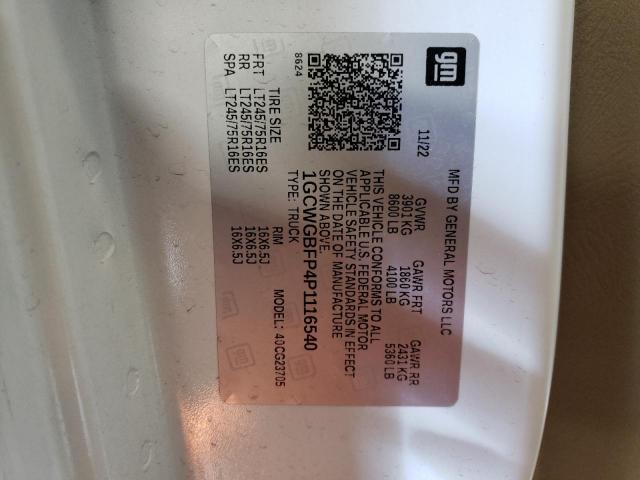 gm
MFD BY GENERAL MOTORS LLC
11/22
GVWR GAWR FRT GAWR RR
3901 KG 1860 KG 2431 KG
8600 LB 4100 LB 5360 LB
THIS VEHICLE CONFORMS TO ALL
APPLICABLE U.S. FEDERAL MOTOR
VEHICLE SAFETY STANDARDS IN EFFECT
ON THE DATE OF MANUFACTURE
SHOWN ABOVE.
1GCWGBFP4P1116540
8624 TYPE: TRUCK MODEL: 40CG23705
TIRE SIZE RIM
FRT LT245/75R16ES 16X6.5J
RR LT245/75R16ES 16X6.5J
SPA LT245/75R16ES 16X6.5J